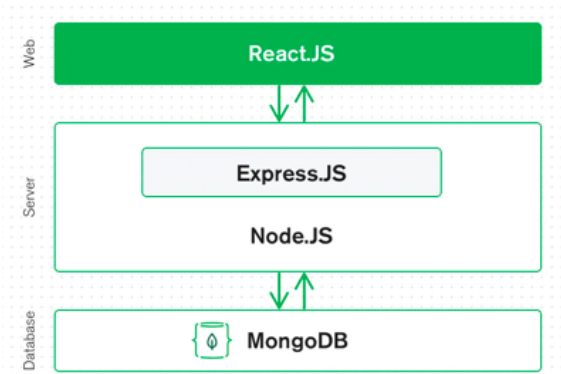 Web
React.JS
Server
Express.JS
Node.JS
Database
MongoDB